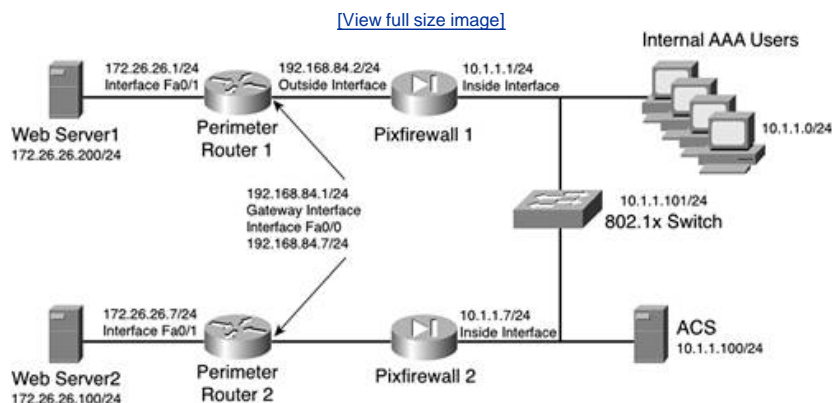 [View full size image]
Internal AAA Users
172.26.26.1/24
Interface Fa0/1
192.168.84.2/24
Outside Interface
10.1.1.1/24
Inside Interface
Web Server1
172.26.26.200/24
Perimeter
Router 1
Pixfirewall 1
10.1.1.0/24
192.168.84.1/24
Gateway Interface
Interface Fa0/0
192.168.84.7/24
10.1.1.101/24
802.1x Switch
172.26.26.7/24
Interface Fa0/1
10.1.1.7/24
Inside Interface
ACS
10.1.1.100/24
Web Server2
172.26.26.100/24
Perimeter
Router 2
Pixfirewall 2